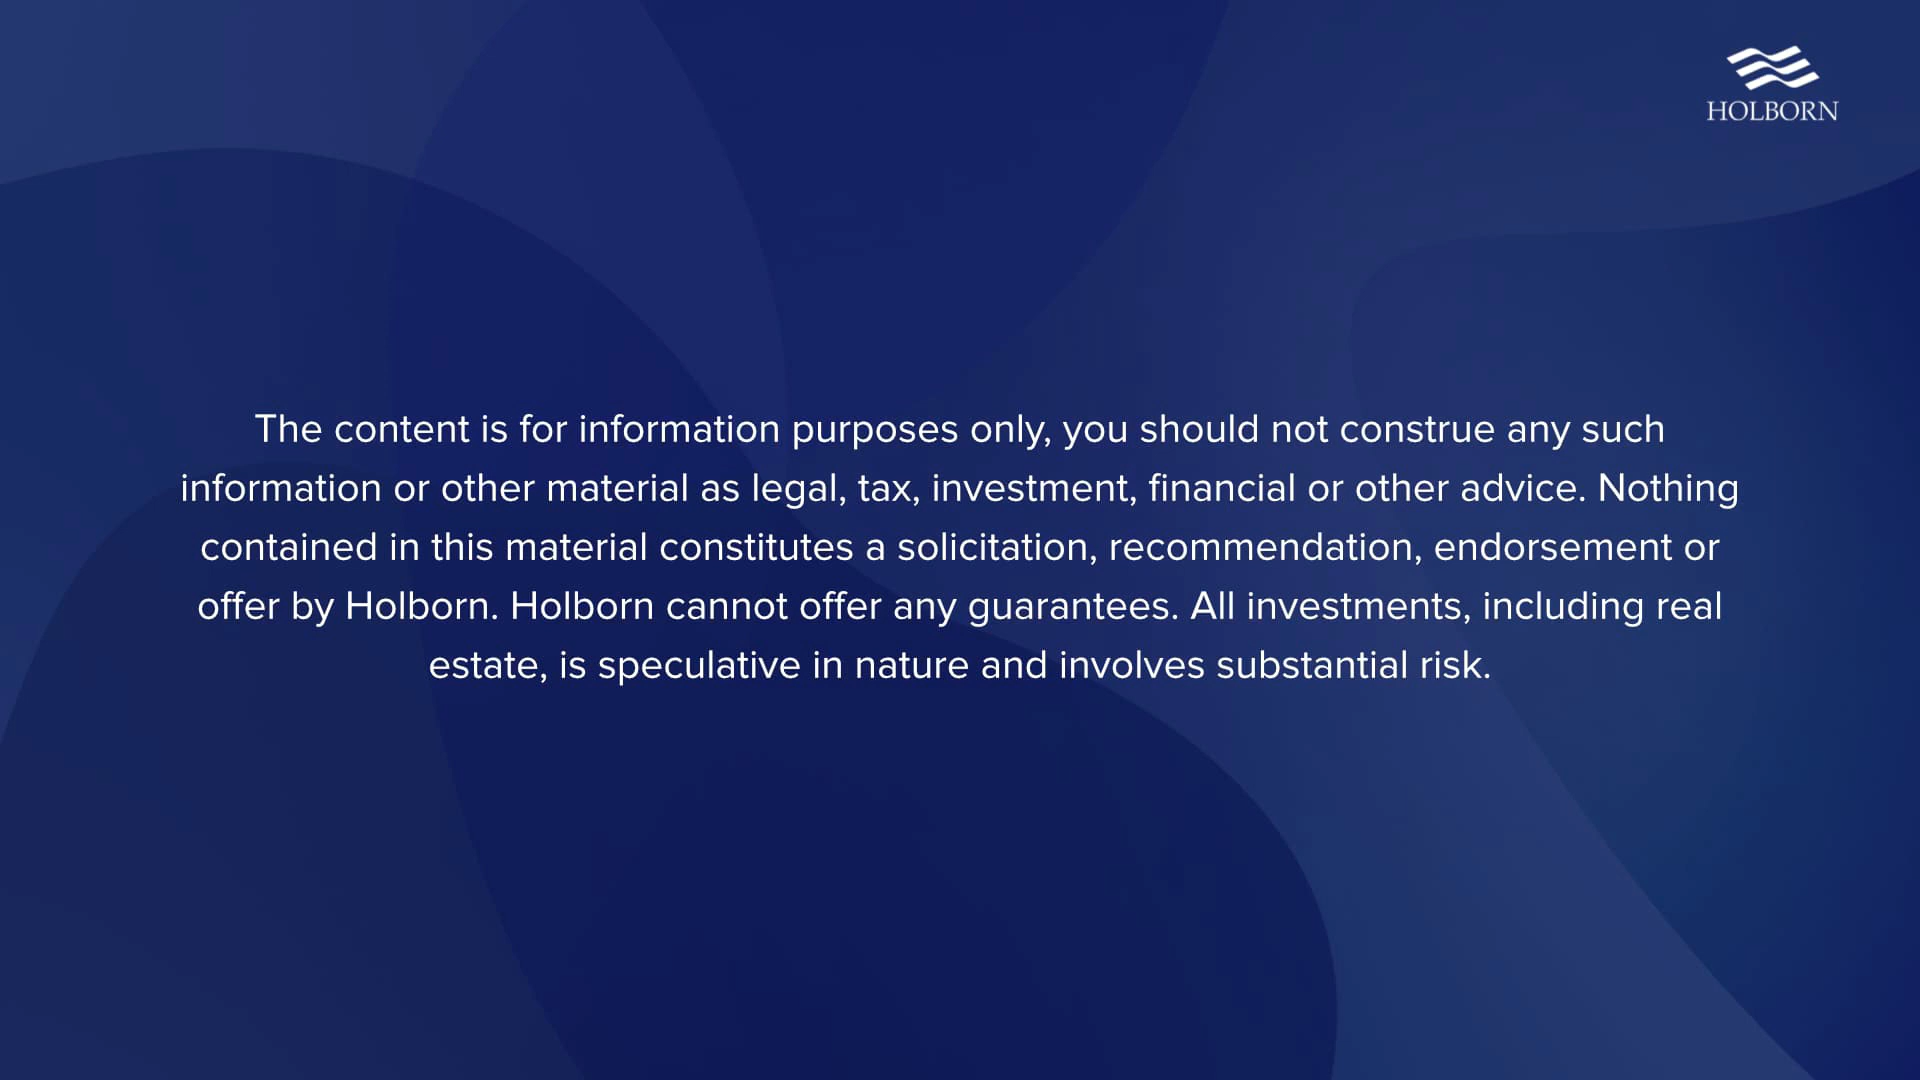 HOLBORN
The content is for information purposes only, you should not construe any such
information or other material as legal, tax, investment, financial or other advice. Nothing
contained in this material constitutes a solicitation, recommendation, endorsement or
offer by Holborn. Holborn cannot offer any guarantees. All investments, including real
estate, is speculative in nature and involves substantial risk.